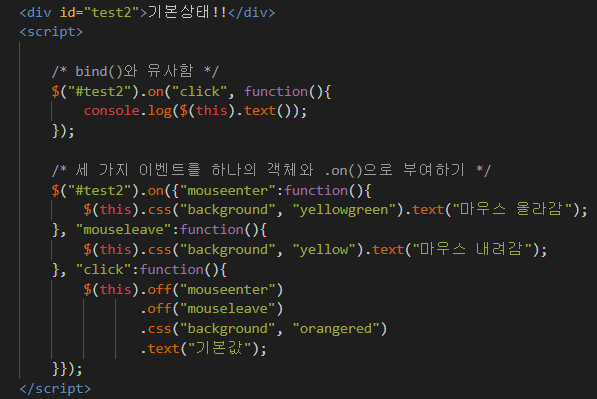 <div id="test2">기본상태!!</div>
<script>
/* bind()와 유사함 */
$("#test2").on("click", function(){
console.log($(this).text());
});
/* 세 가지 이벤트를 하나의 객체와 .on()으로 부여하기 */
$("#test2").on({"mouseenter":function(){
$(this).css("background", "yellowgreen").text("마우스 올라감");
}, "mouseleave":function(){
$(this).css("background", "yellow").text("마우스 내려감");
}, "click":function(){
$(this).off("mouseenter")
.off("mouseleave")
.css("background", "orangered")
.text("기본값");
}});
</script>